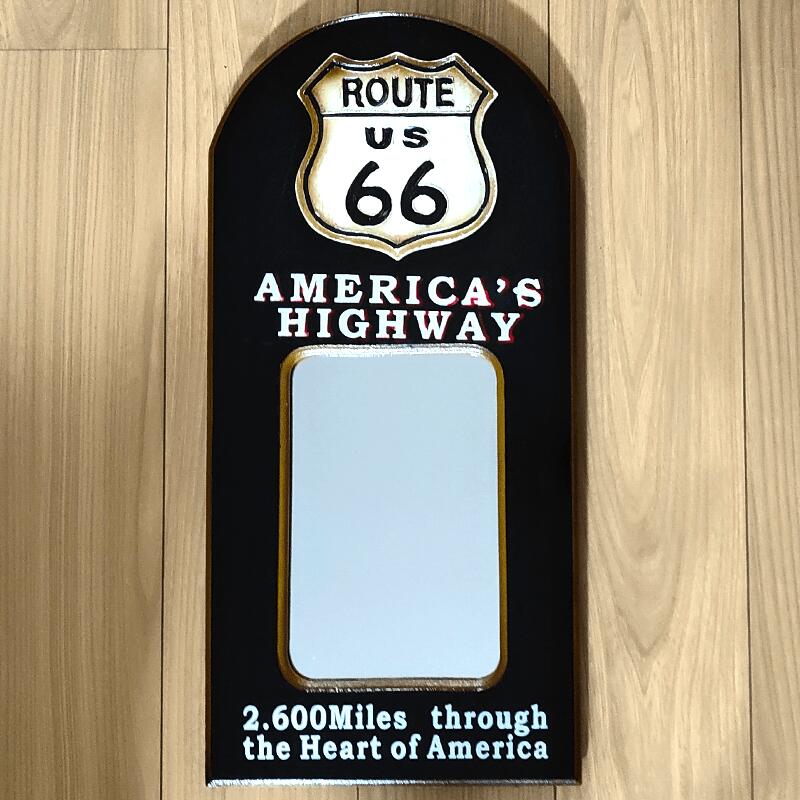 ROUTE
US
66
AMERICA'S
HIGHWAY
2.600Miles through
the Heart of America